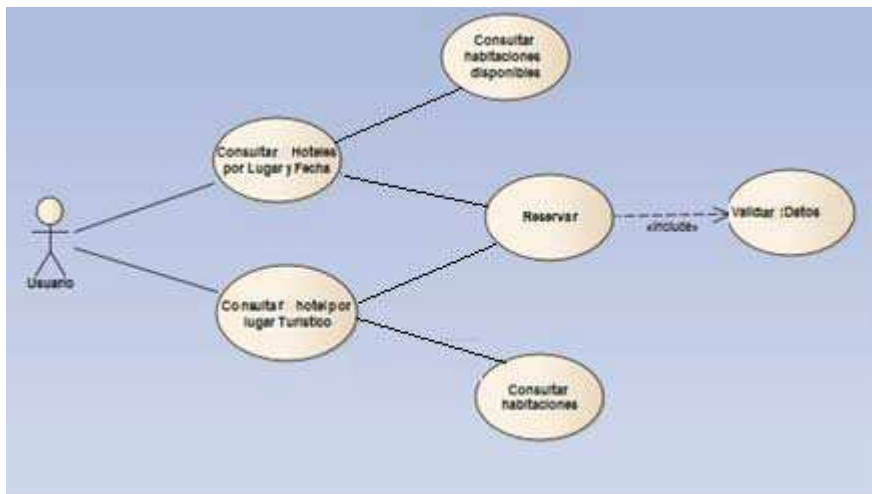 Consultar
habitaciones
disponibles
Consultar Hoteles
por Lugar y Fecha
Reservar
«include»
Validar :Datos
Usuario
Consultar hotel por
lugar Turistico
Consultar
habitaciones